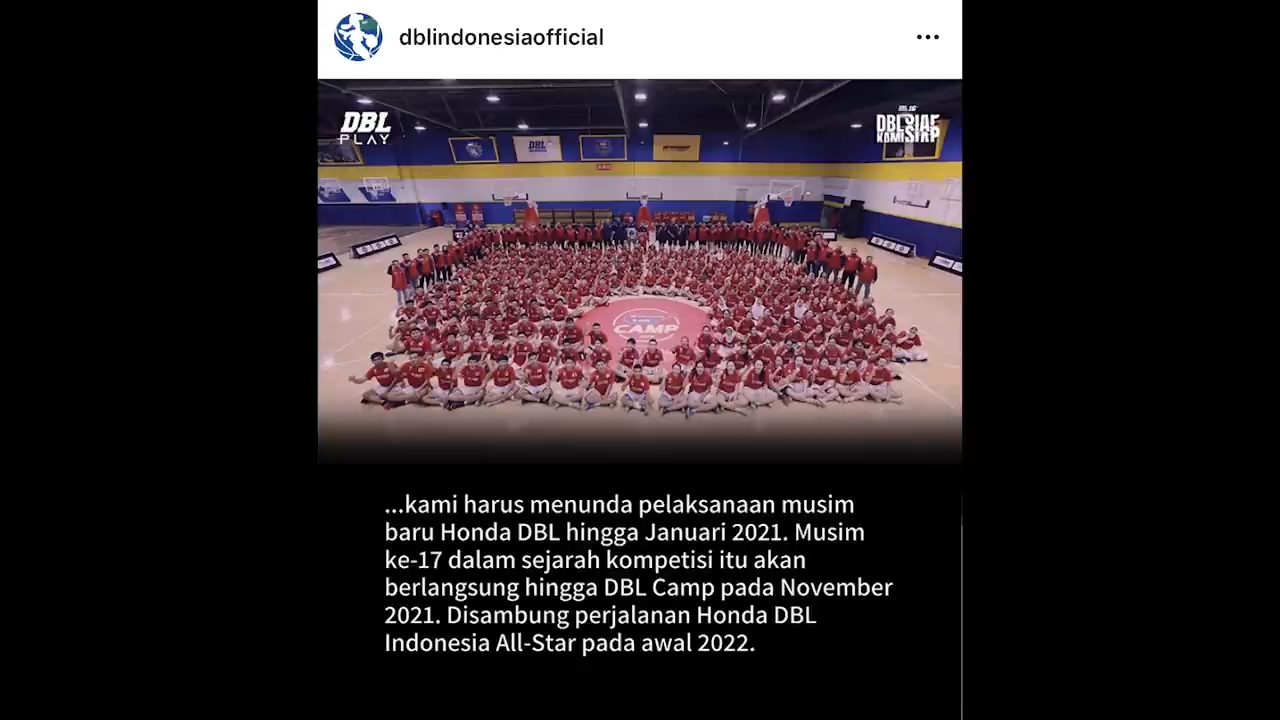 dblindonesiaofficial
DBL
PLAY
DBL
CAMP
...kami harus menunda pelaksanaan musim
baru Honda DBL hingga Januari 2021. Musim
ke-17 dalam sejarah kompetisi itu akan
berlangsung hingga DBL Camp pada November
2021. Disambung perjalanan Honda DBL
Indonesia All-Star pada awal 2022.